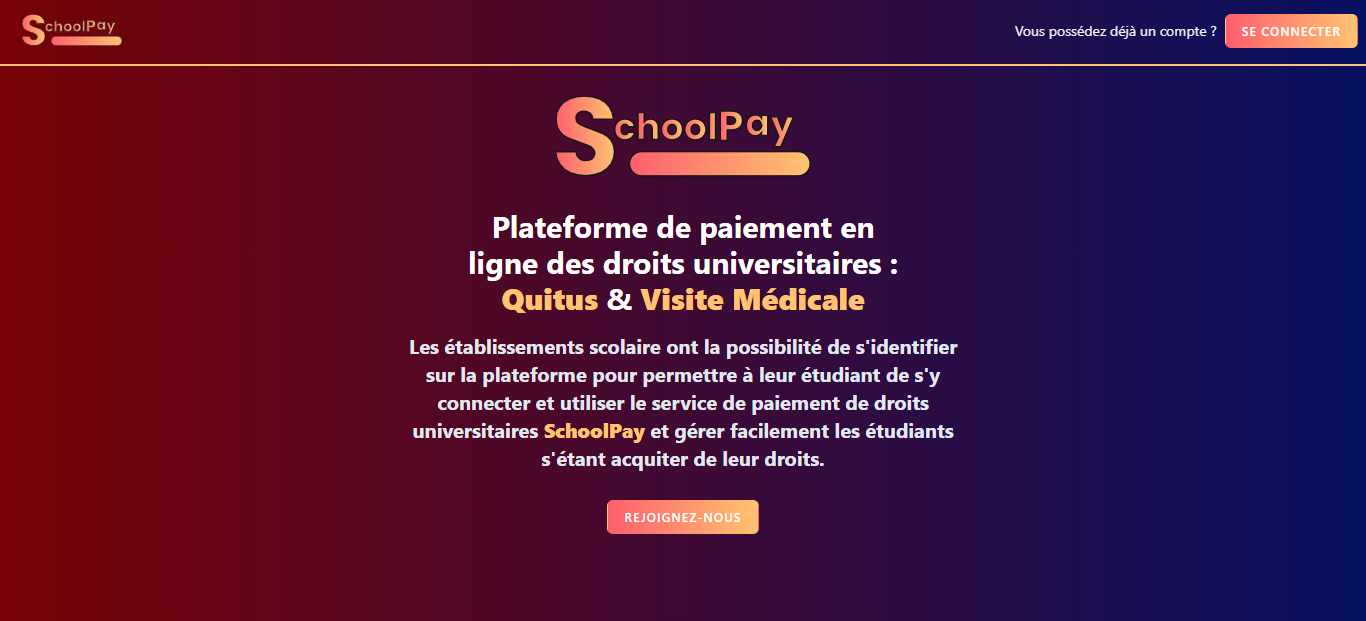 SchoolPay
Vous possédez déjà un compte ?
SE CONNECTER
SchoolPay
Plateforme de paiement en
ligne des droits universitaires :
Quitus & Visite Médicale
Les établissements scolaire ont la possibilité de s'identifier
sur la plateforme pour permettre à leur étudiant de s'y
connecter et utiliser le service de paiement de droits
universitaires SchoolPay et gérer facilement les étudiants
s'étant acquiter de leur droits.
REJOIGNEZ-NOUS